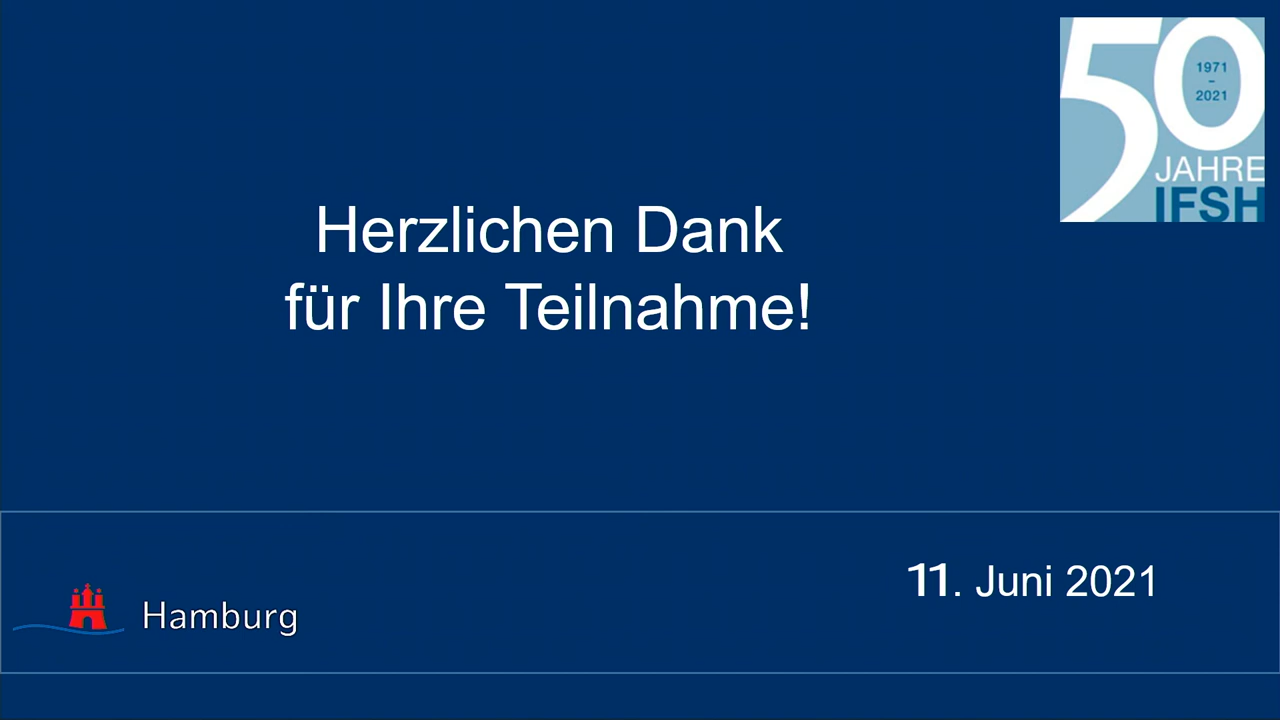 50
1971
–
2021
JAHRE
IFSH
Herzlichen Dank
für Ihre Teilnahme!
11. Juni 2021
Hamburg